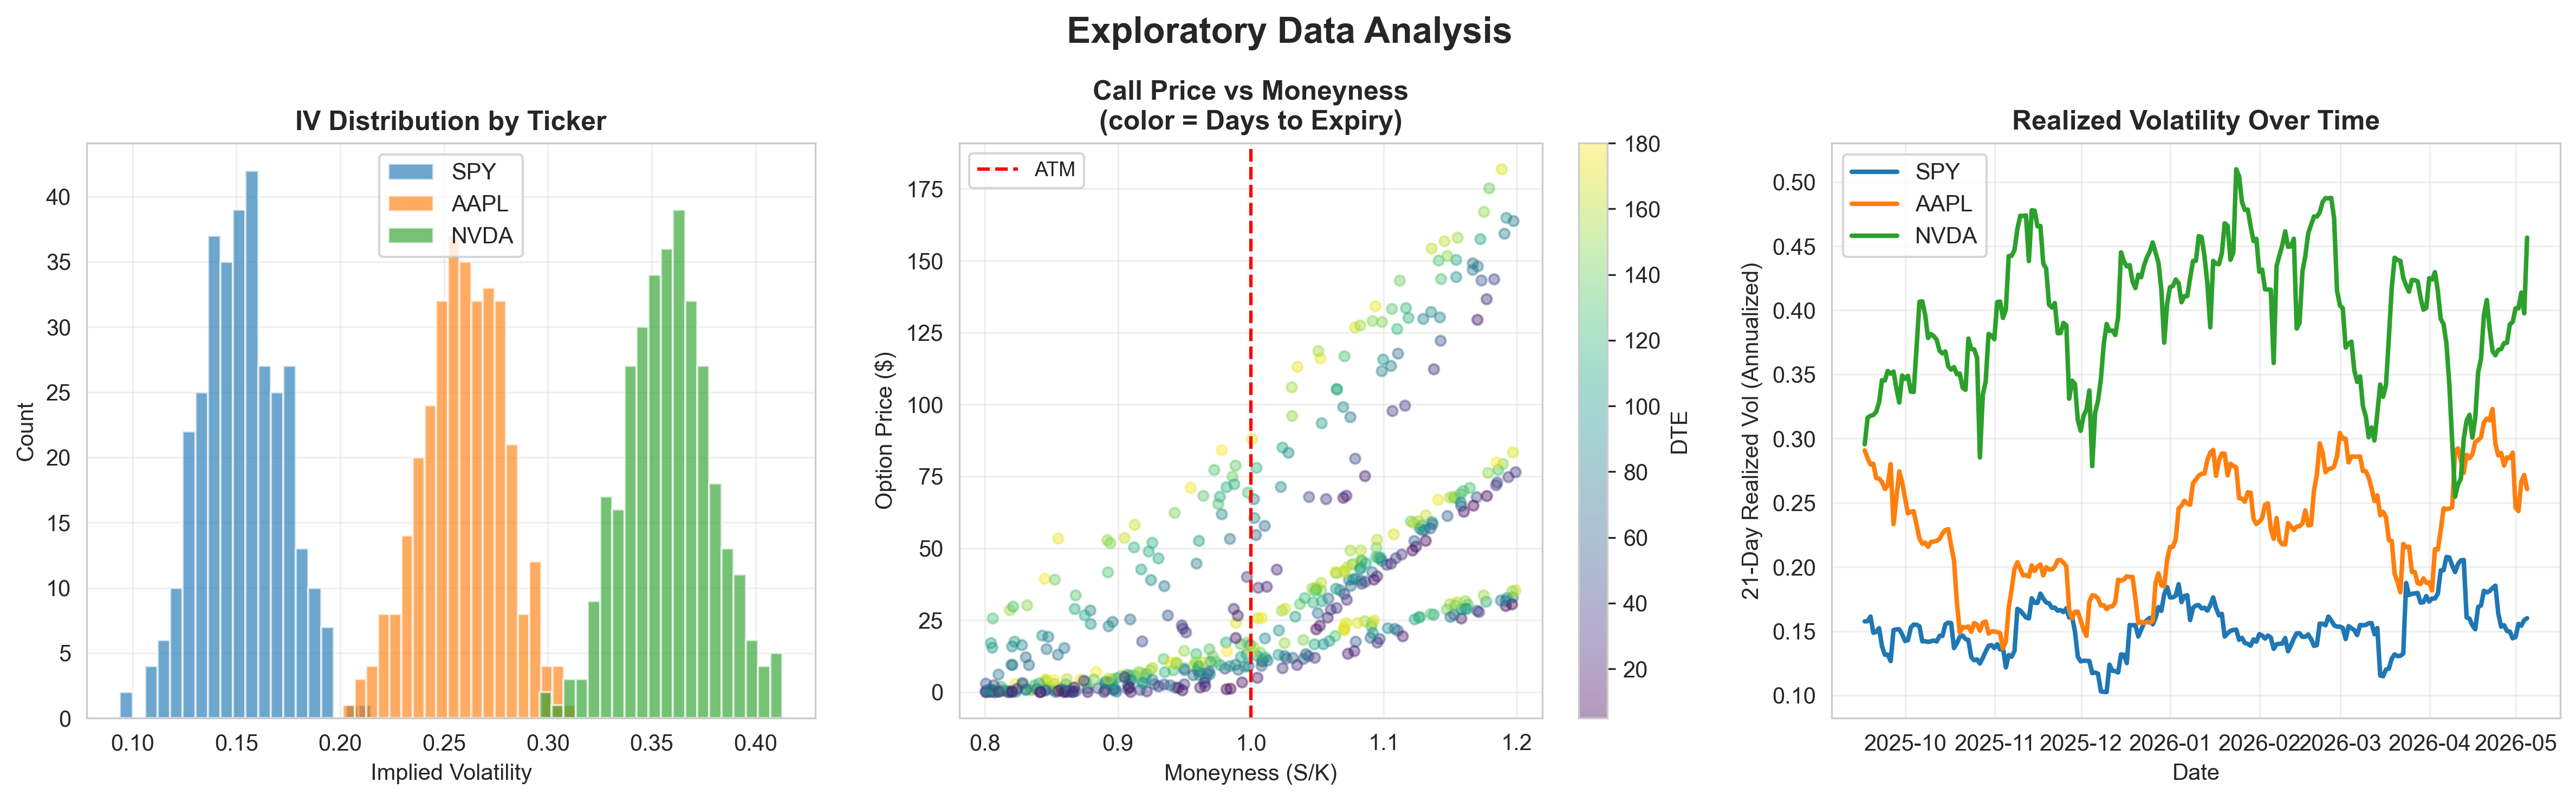 Exploratory Data Analysis
IV Distribution by Ticker
SPY
AAPL
NVDA
Count
40
35
30
25
20
15
10
5
0
0.10
0.15
0.20
0.25
0.30
0.35
0.40
Implied Volatility
Call Price vs Moneyness
(color = Days to Expiry)
ATM
Option Price ($)
175
150
125
100
75
50
25
0
0.8
0.9
1.0
1.1
1.2
Moneyness (S/K)
180
160
140
120
100
80
60
40
20
DTE
Realized Volatility Over Time
SPY
AAPL
NVDA
21-Day Realized Vol (Annualized)
0.50
0.45
0.40
0.35
0.30
0.25
0.20
0.15
0.10
2025-10
2025-11
2025-12
2026-01
2026-02
2026-03
2026-04
2026-05
Date